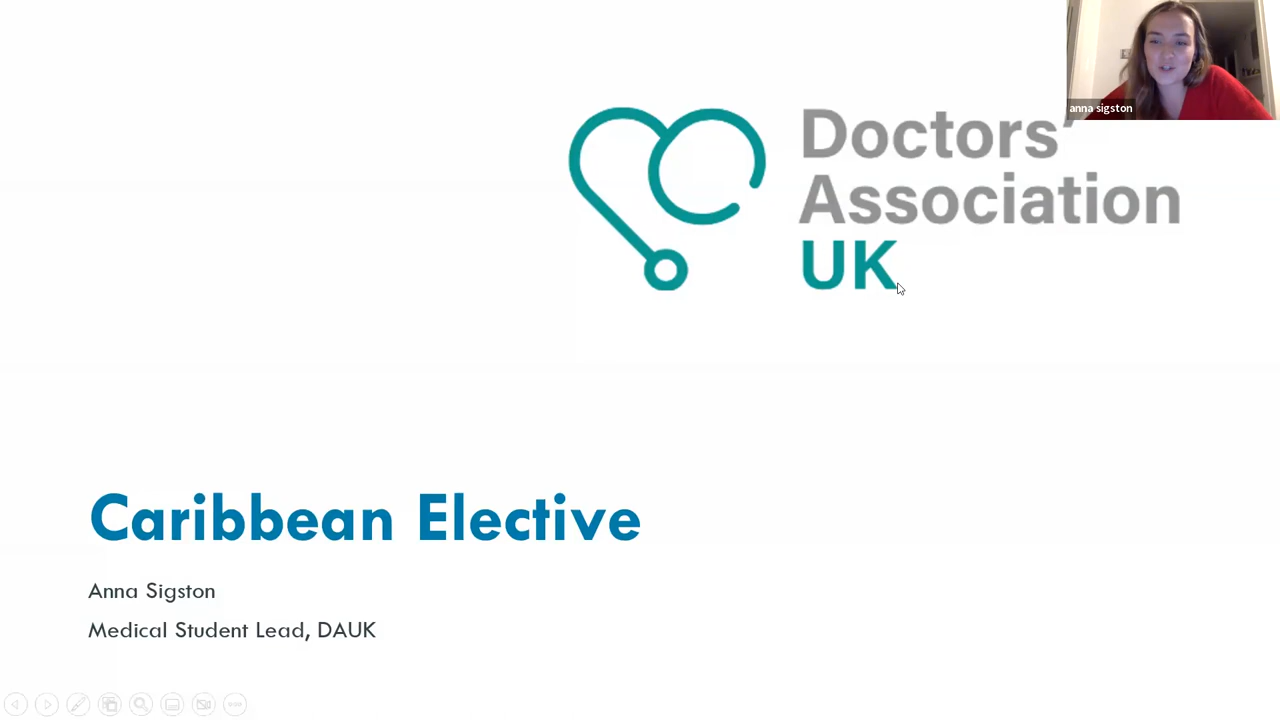 anna sigston
Doctors'
Association
UK
Caribbean Elective
Anna Sigston
Medical Student Lead, DAUK